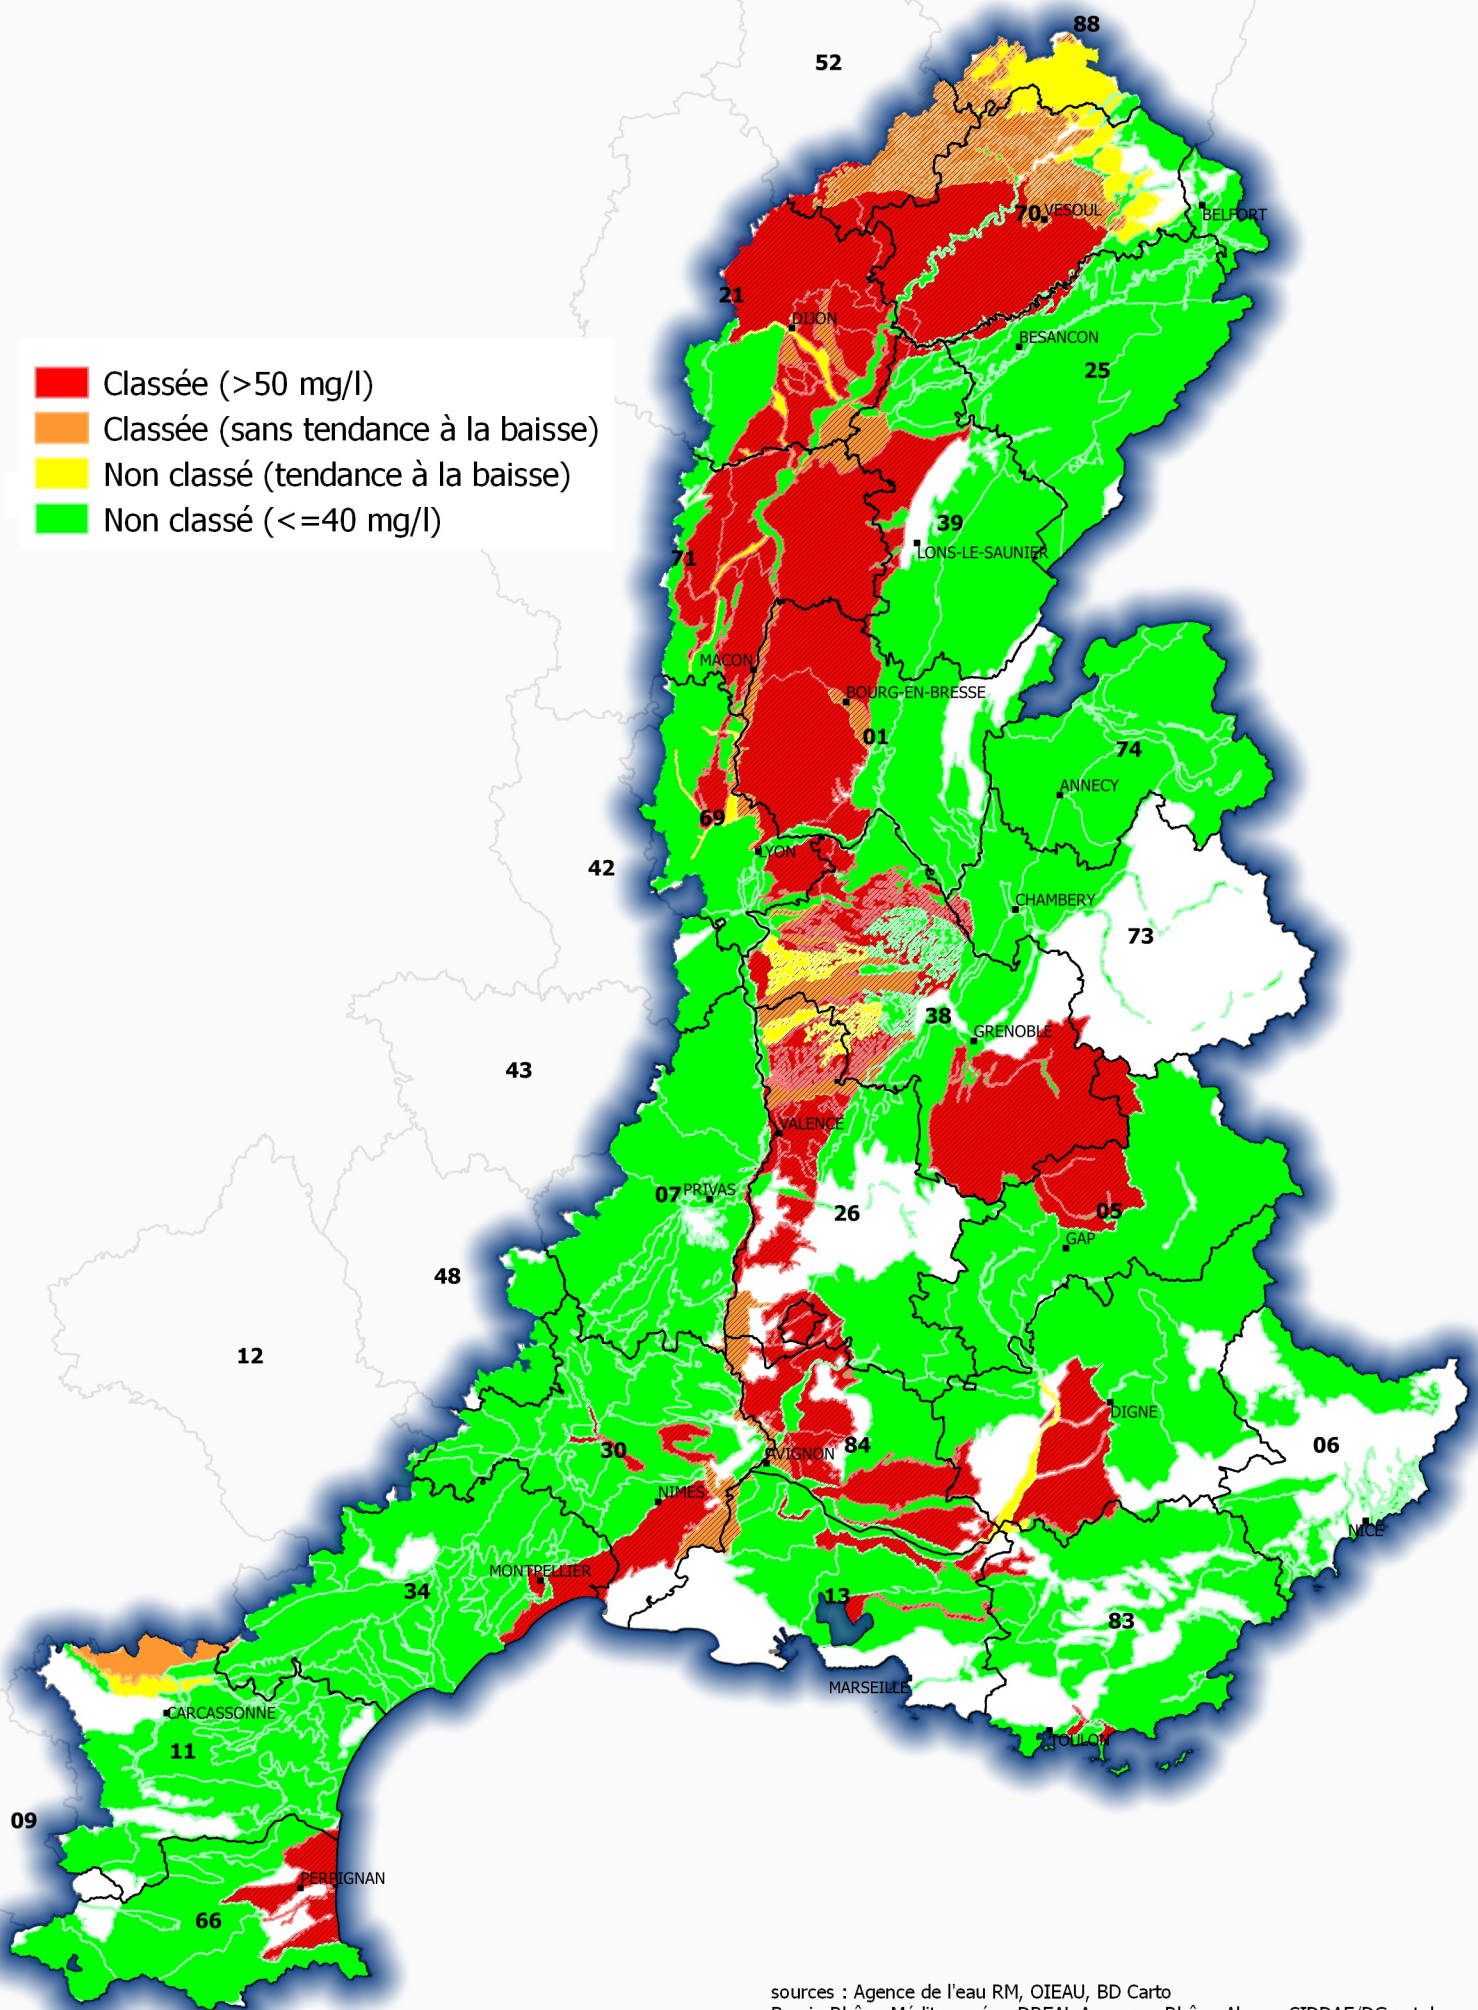 88
52
70
VESOUL
BELFORT
21
DIJON
BESANCON
25
Classée (>50 mg/l)
Classée (sans tendance à la baisse)
Non classé (tendance à la baisse)
Non classé (<=40 mg/l)
39
LONS-LE-SAUNIER
71
MACON
BOURG-EN-BRESSE
01
74
ANNECY
69
LYON
42
CHAMBERY
73
38
GRENOBLE
43
VALENCE
07
PRIVAS
26
05
GAP
48
12
DIGNE
30
84
AVIGNON
06
NIMES
NICE
MONTPELLIER
34
13
83
MARSEILLE
CARCASSONNE
TOULON
11
09
PERPIGNAN
66
sources : Agence de l'eau RM, OIEAU, BD Carto